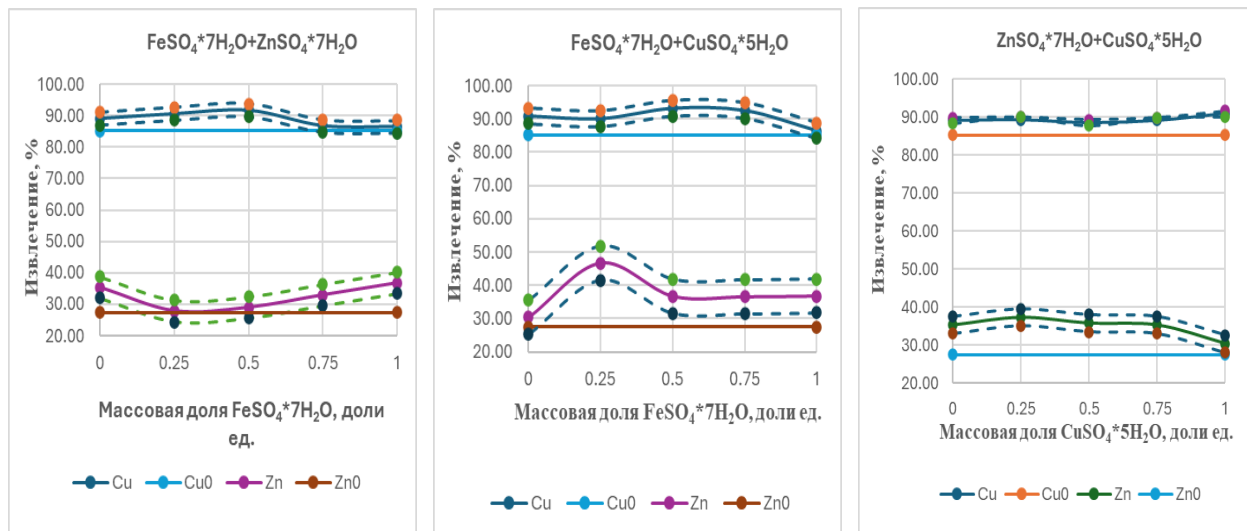 FeSO₄*7H₂O+ZnSO₄*7H₂O
Извлечение, %
100.00
90.00
80.00
70.00
60.00
50.00
40.00
30.00
20.00
0 0.25 0.5 0.75 1
Массовая доля FeSO₄*7H₂O, доли
ед.
Cu Cu0 Zn Zn0
FeSO₄*7H₂O+CuSO₄*5H₂O
Извлечение, %
100.00
90.00
80.00
70.00
60.00
50.00
40.00
30.00
20.00
0 0.25 0.5 0.75 1
Массовая доля FeSO₄*7H₂O, доли ед.
Cu Cu0 Zn Zn0
ZnSO₄*7H₂O+CuSO₄*5H₂O
Извлечение, %
100.00
90.00
80.00
70.00
60.00
50.00
40.00
30.00
20.00
0 0.25 0.5 0.75 1
Массовая доля CuSO₄*5H₂O, доли ед.
Cu Cu0 Zn Zn0